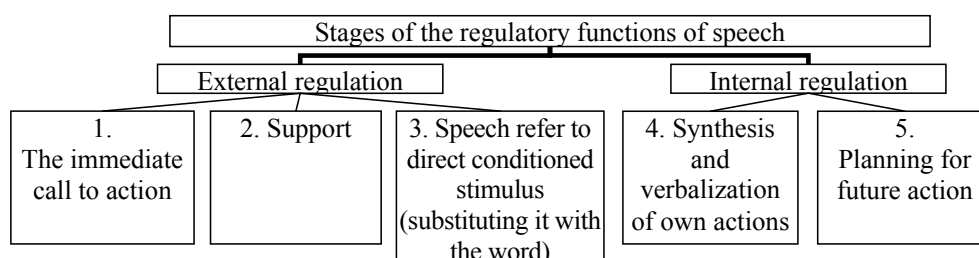 Stages of the regulatory functions of speech
External regulation
Internal regulation
1.
The immediate
call to action
2. Support
3. Speech refer to
direct conditioned
stimulus
(substituting it with
the word)
4. Synthesis
and
verbalization
of own actions
5.
Planning for
future action